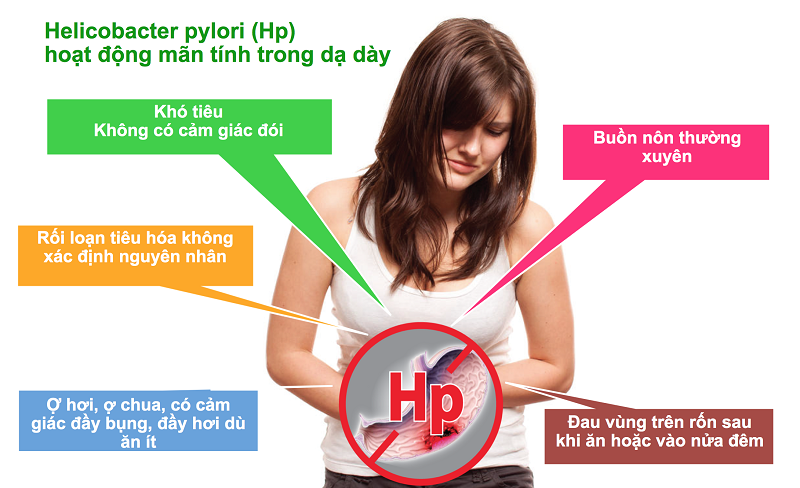 Helicobacter pylori (Hp)
hoạt động mãn tính trong dạ dày
Khó tiêu
Không có cảm giác đói
Buồn nôn thường
xuyên
Rối loạn tiêu hóa không
xác định nguyên nhân
Ợ hơi, ợ chua, có cảm
giác đầy bụng, đầy hơi dù
ăn ít
Hp
Đau vùng trên rốn sau
khi ăn hoặc vào nửa đêm